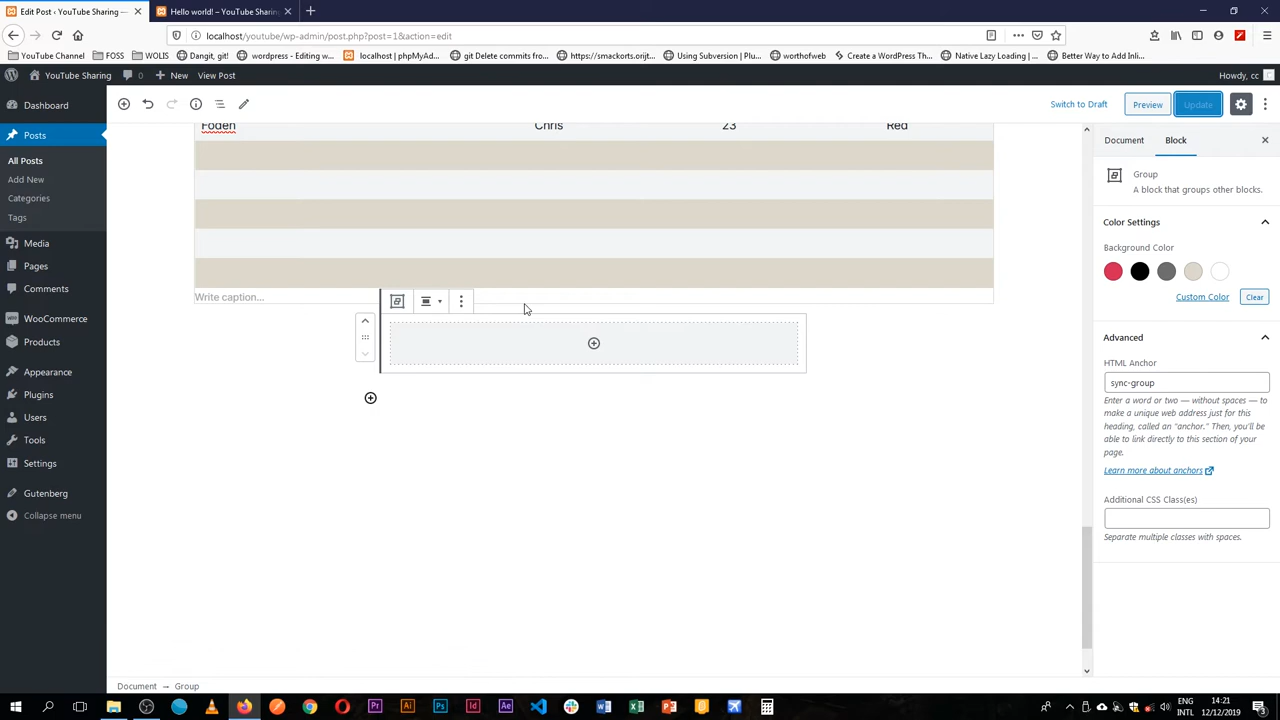 Edit Post ‹ YouTube Sharing —
Hello world! – YouTube Sharing
localhost/youtube/wp-admin/post.php?post=1&action=edit
YouTube Channel
FOSS
WOLIS
Dangit, git!
wordpress - Editing w
localhost | phpMyAd
git Delete commits fro
https://smackorts.orijt
Using Subversion | Plu
worthofweb
Create a WordPress Th
Native Lazy Loading |
Better Way to Add Inli
YouTube Sharing
0
New
View Post
Howdy, cc
Dashboard
Posts
All Posts
Add New
Categories
Tags
Media
Pages
Comments
WooCommerce
Products
Appearance
Plugins
Users
Tools
Settings
Gutenberg
Collapse menu
Switch to Draft
Preview
Update
Foden
Chris
23
Red
Write caption...
Document
Block
Group
A block that groups other blocks.
Color Settings
Background Color
Custom Color
Clear
Advanced
HTML Anchor
sync-group
Enter a word or two — without spaces — to
make a unique web address just for this
heading, called an “anchor.” Then, you’ll be
able to link directly to this section of your
page.
Learn more about anchors
Additional CSS Class(es)
Separate multiple classes with spaces.
Document → Group
ENG
INTL
14:21
12/12/2019